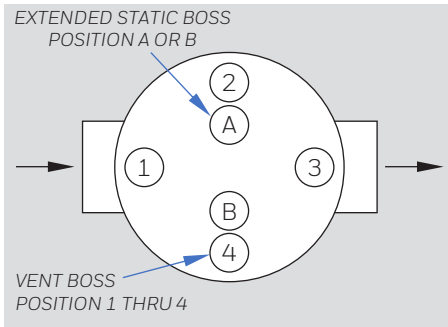 EXTENDED STATIC BOSS
POSITION A OR B
2
A
1
3
B
4
VENT BOSS
POSITION 1 THRU 4